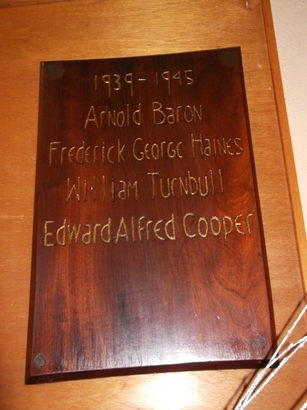 1939-1945
Arnold Baron
Frederick George Haines
William Turnbull
Edward Alfred Cooper